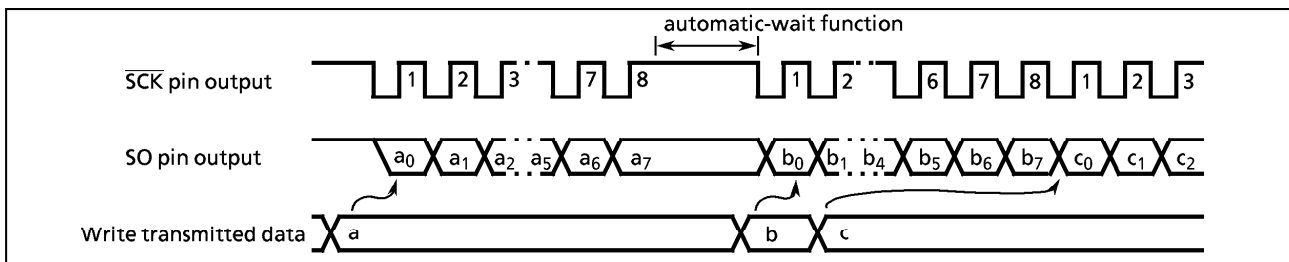 automatic-wait function
SCK pin output 1 2 3 7 8 1 2 6 7 8 1 2 3
SO pin output a0 a1 a2 a5 a6 a7 b0 b1 b4 b5 b6 b7 c0 c1 c2
Write transmitted data a b c